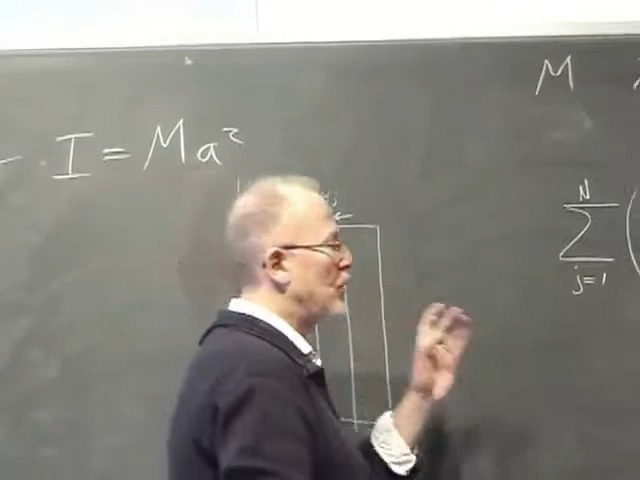 · I = Ma²
M
N
∑ (
j=1